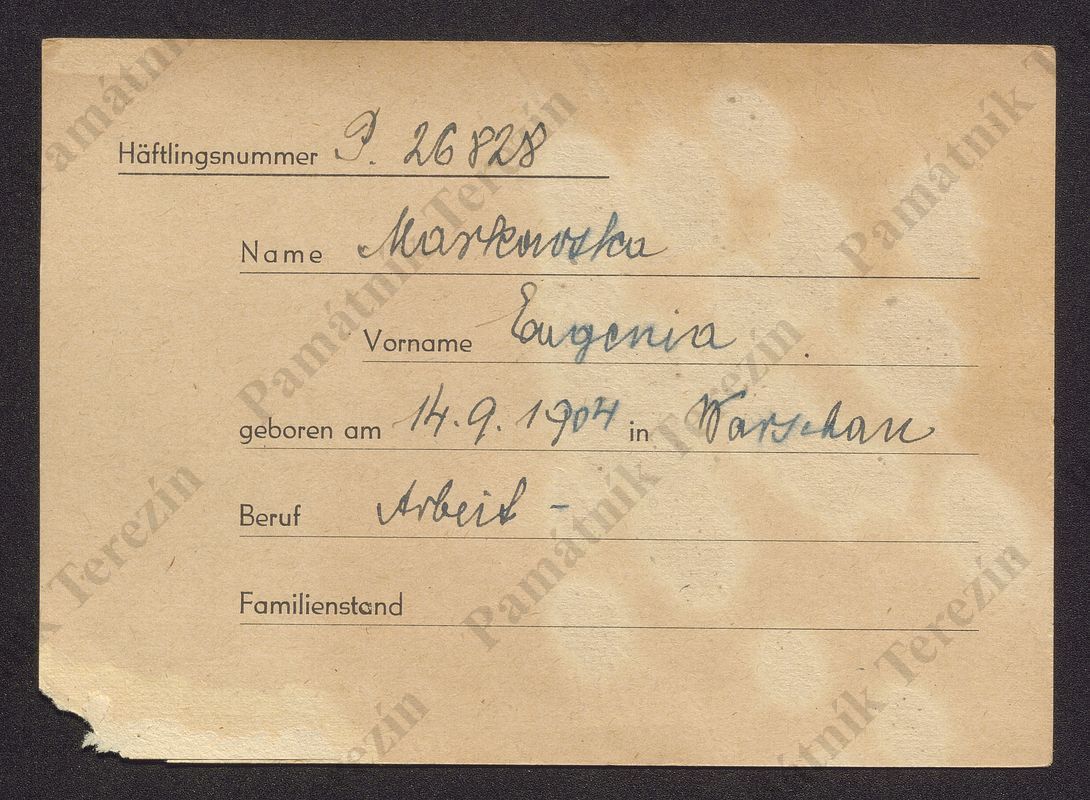 Häftlingsnummer P. 26828
Name Markowska
Vorname Eugenia
geboren am 14.9.1904 in Warschau
Beruf Arbeit -
Familienstand
Památník Terezín